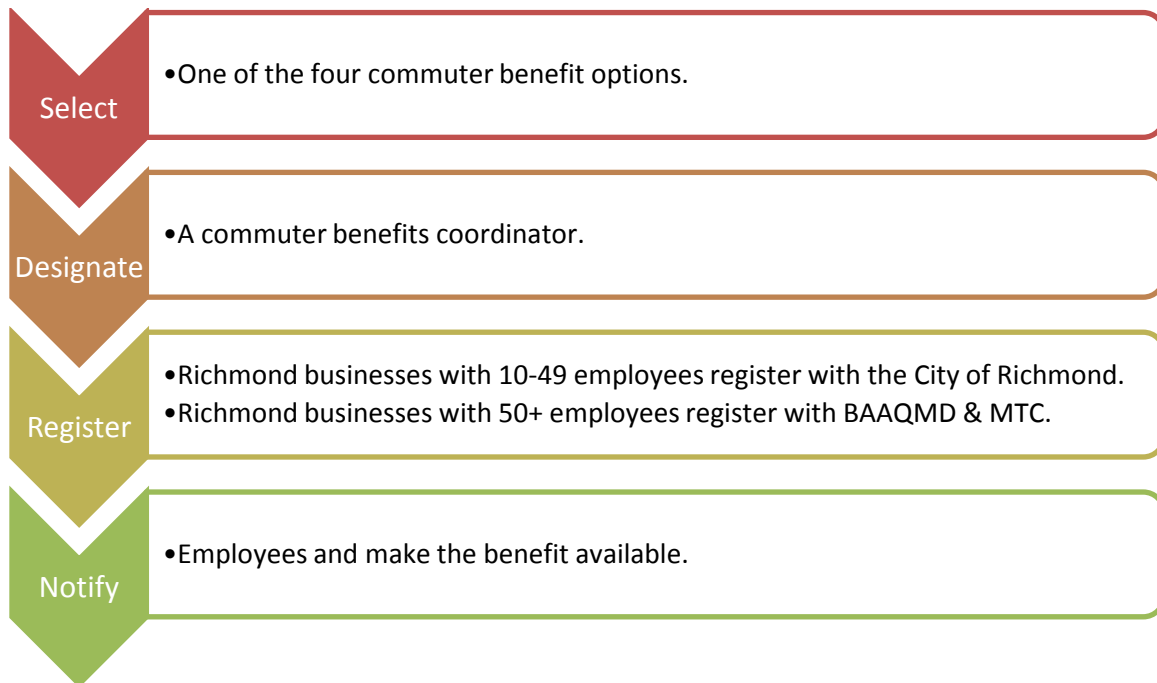 Select
•One of the four commuter benefit options.
Designate
•A commuter benefits coordinator.
Register
•Richmond businesses with 10-49 employees register with the City of Richmond.
•Richmond businesses with 50+ employees register with BAAQMD & MTC.
Notify
•Employees and make the benefit available.